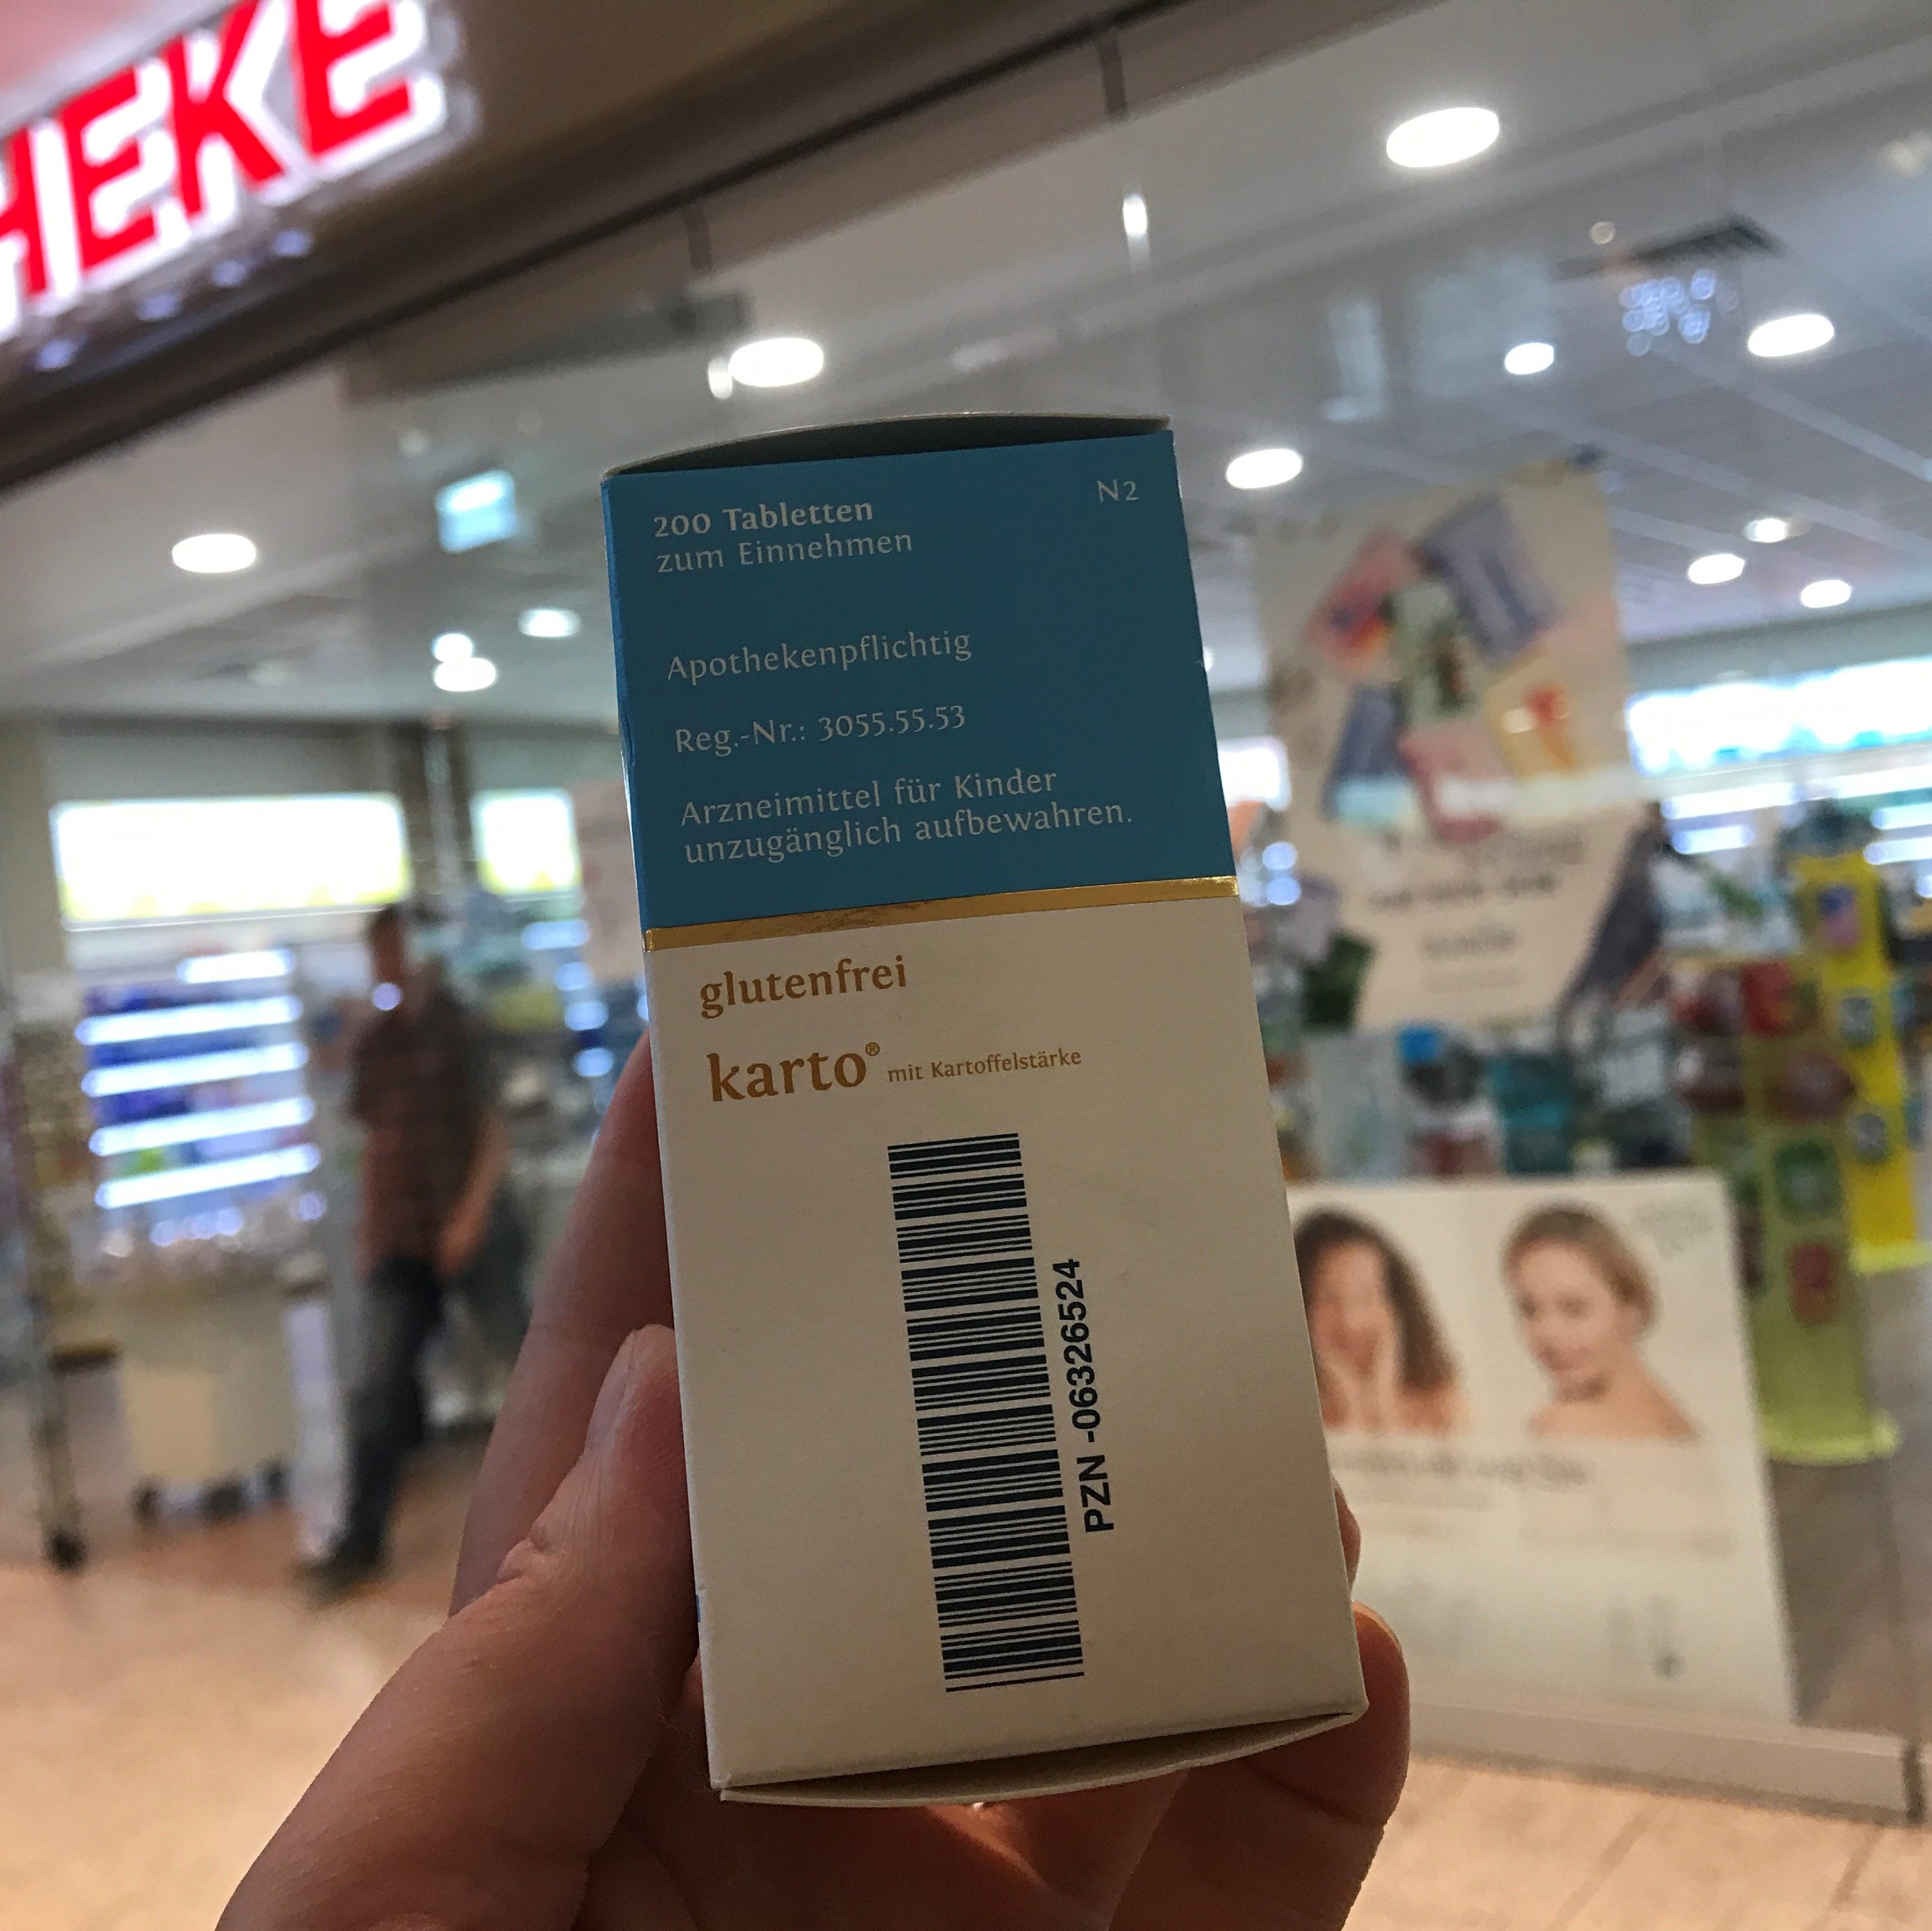 HEKE
200 Tabletten
N2
zum Einnehmen
Apothekenpflichtig
Reg.-Nr.: 3055.55.53
Arzneimittel für Kinder
unzugänglich aufbewahren.
glutenfrei
karto® mit Kartoffelstärke
PZN -06326524